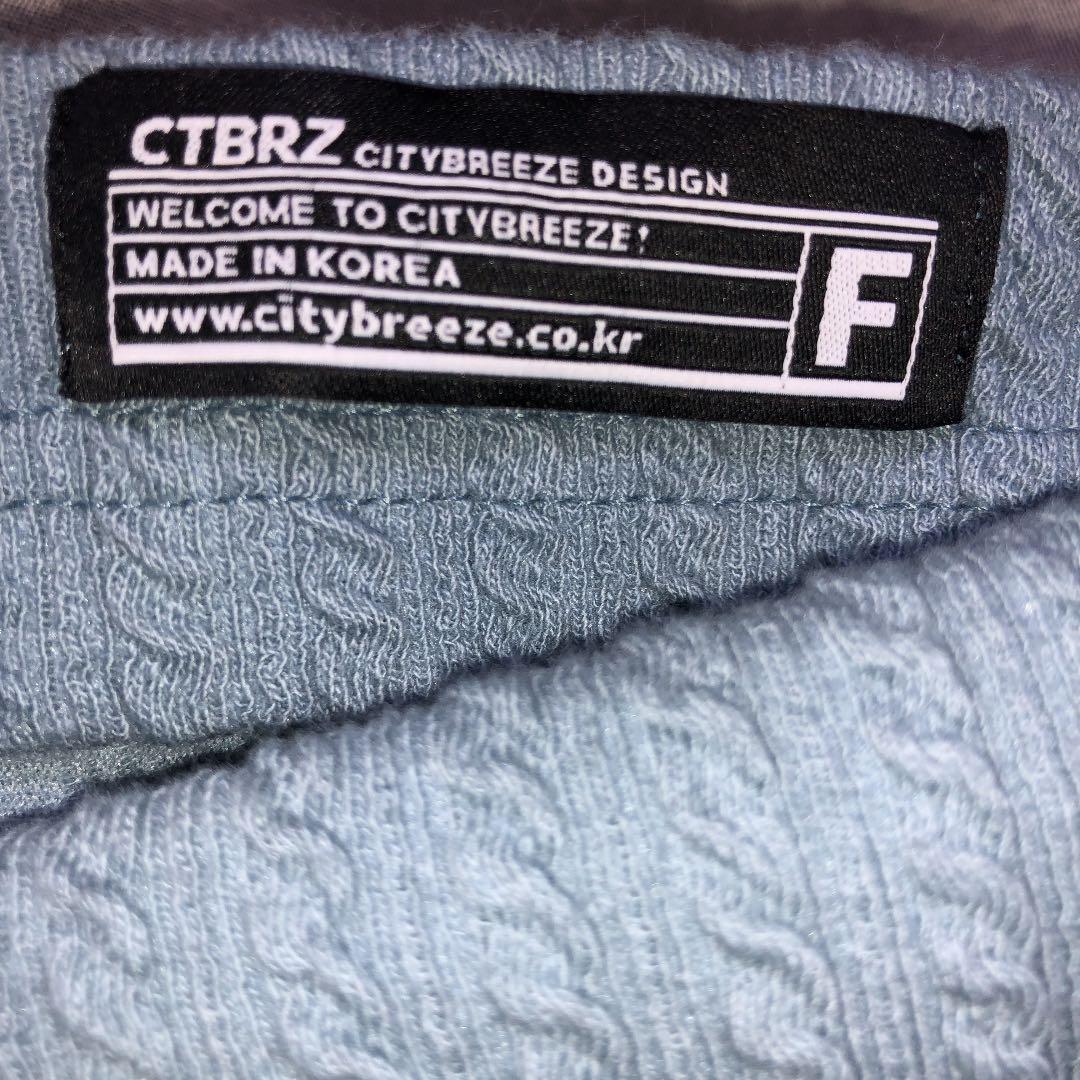 CTBRZ CITYBREEZE DESIGN
WELCOME TO CITYBREEZE!
MADE IN KOREA
www.citybreeze.co.kr
F